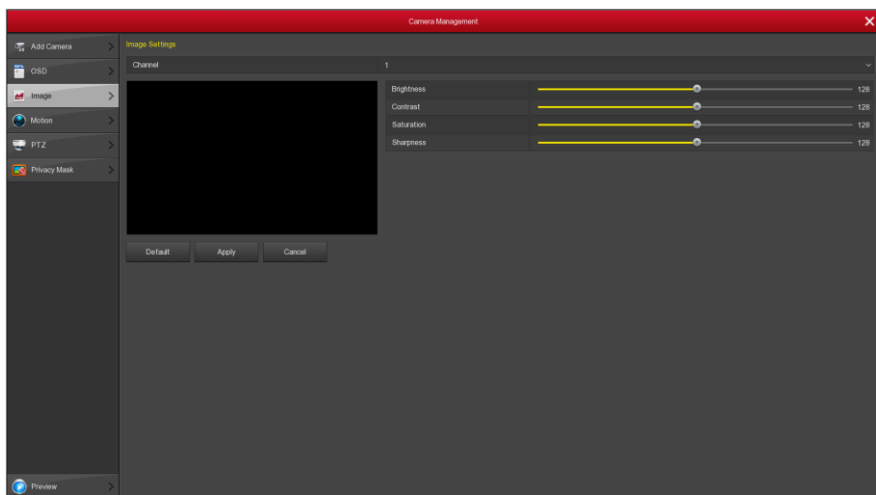 Camera Management
Add Camera
OSD
Image
Motion
PTZ
Privacy Mask
Preview
Image Settings
Channel 1
Brightness 128
Contrast 128
Saturation 128
Sharpness 128
Default Apply Cancel